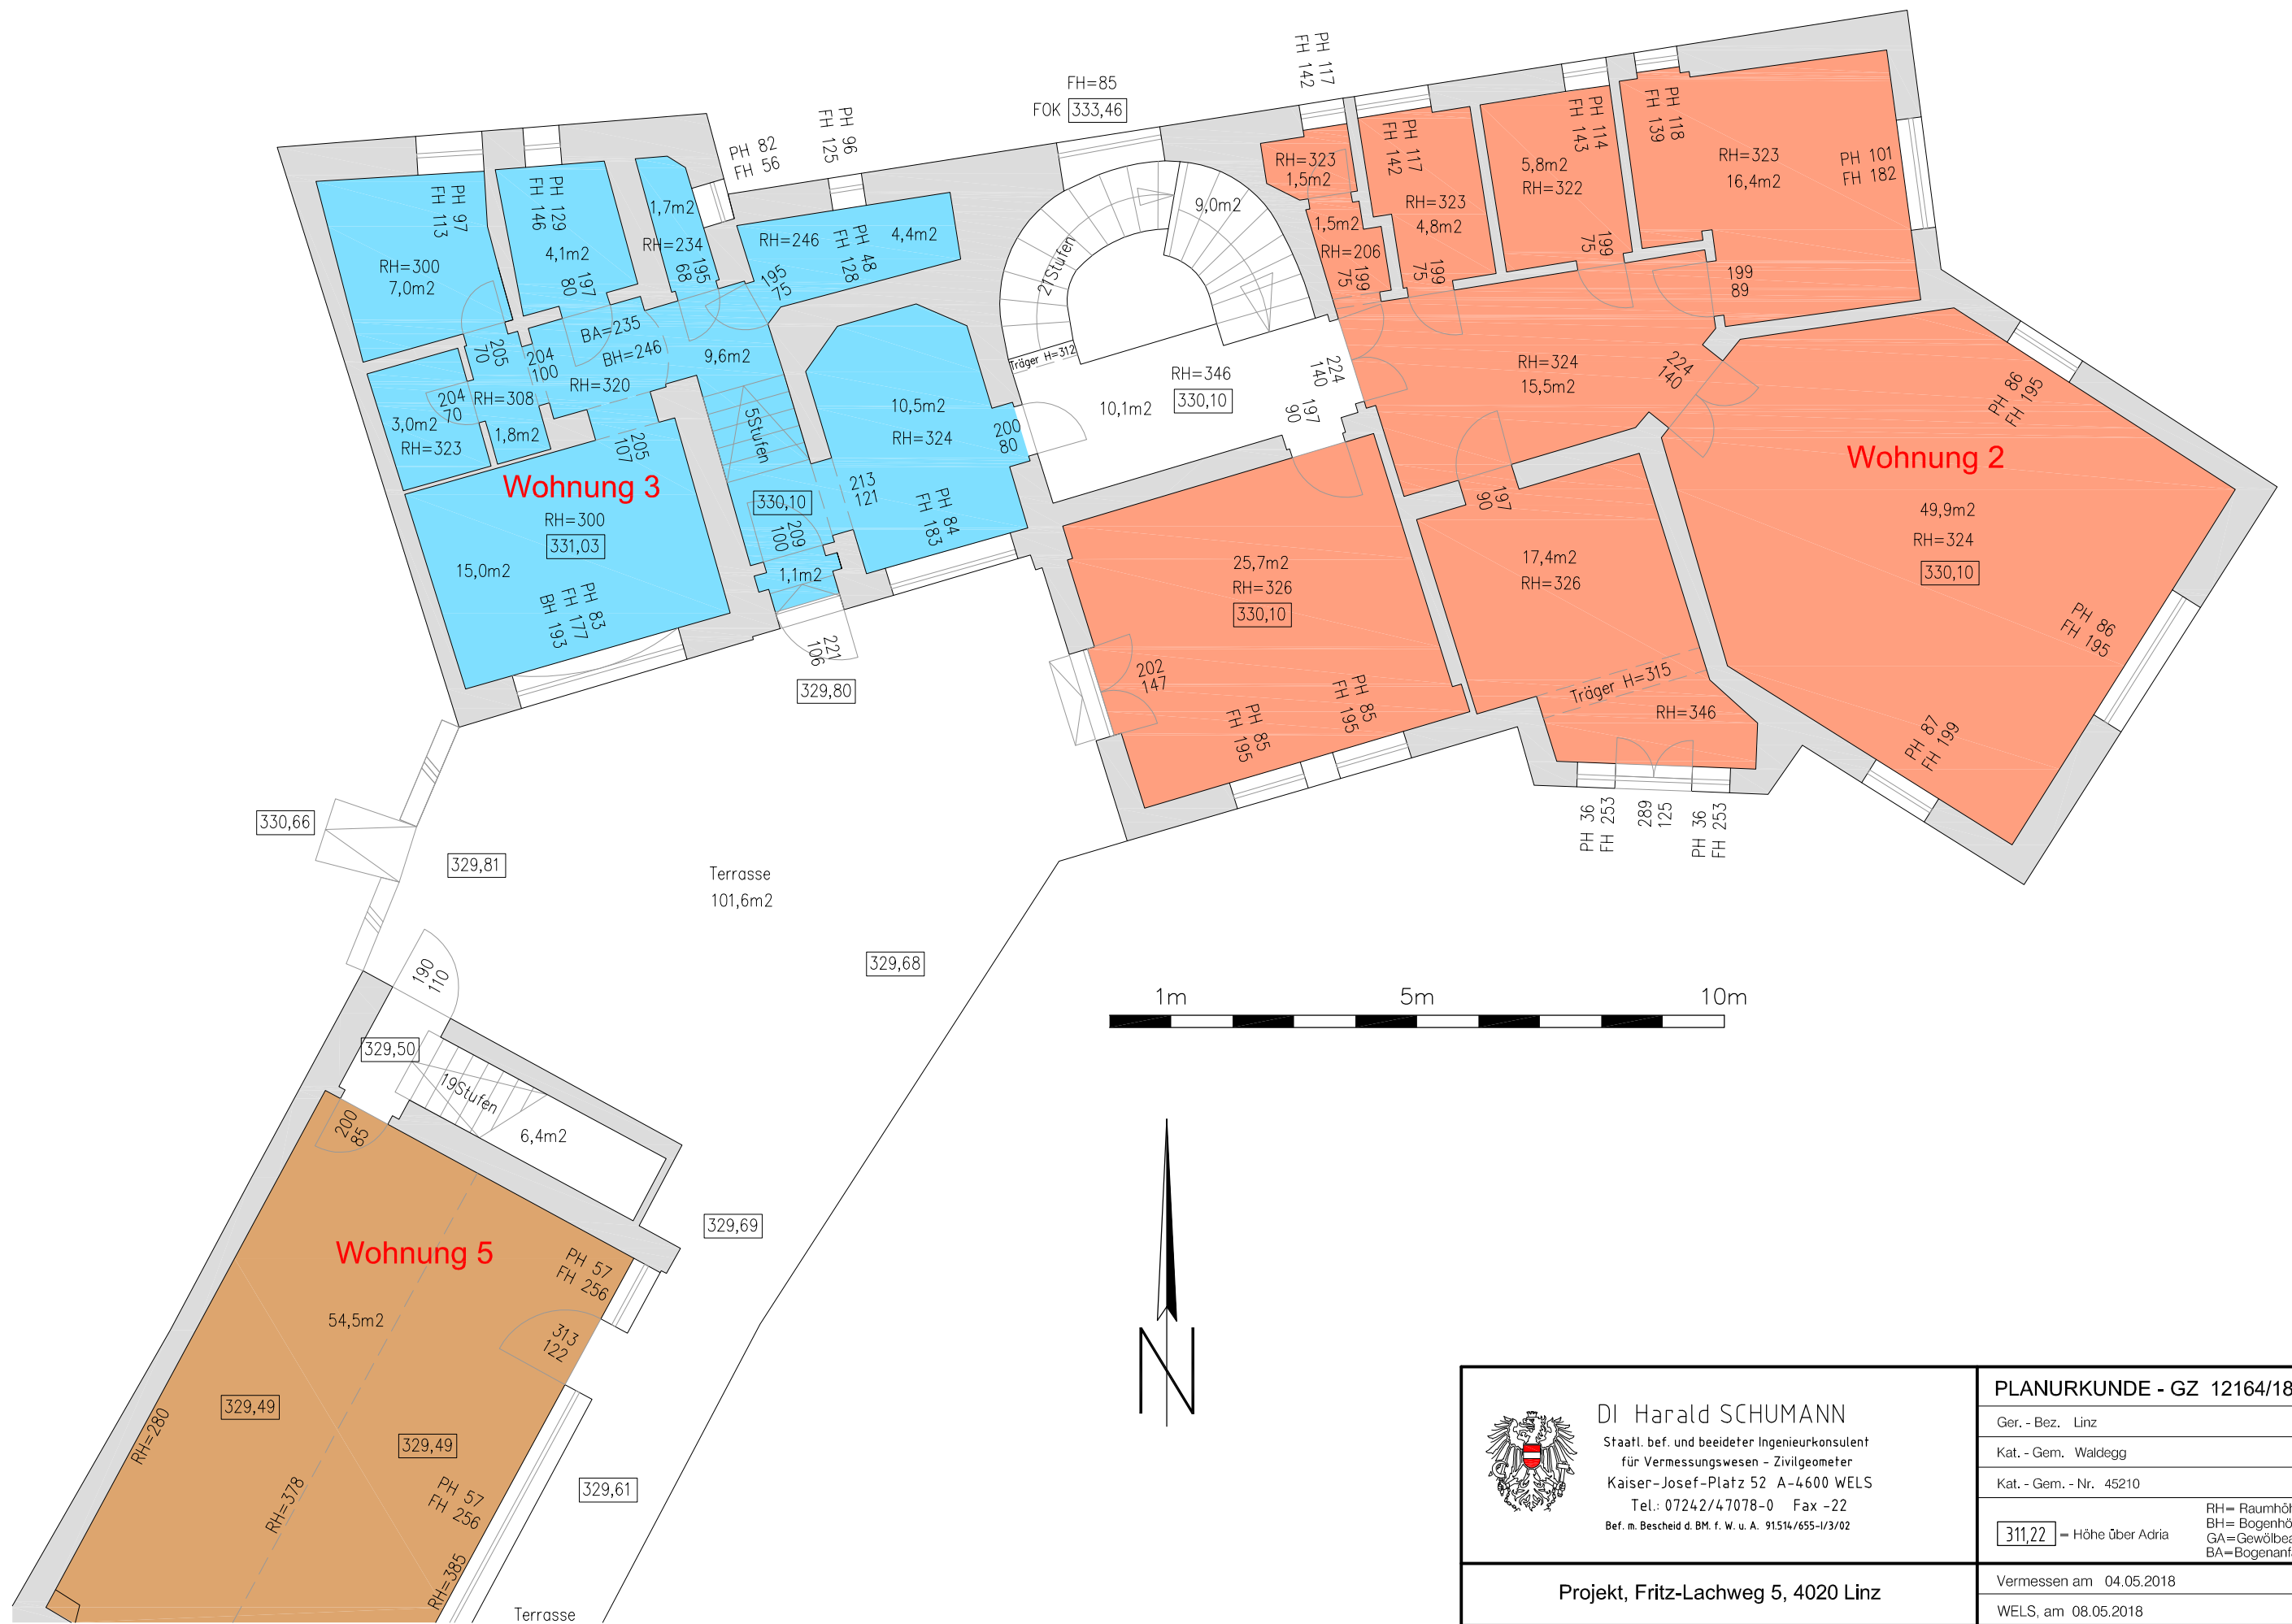 PH 117
FH 142
FH=85
FOK 333,46
PH 96
FH 125
PH 82
FH 56
PH 97
FH 113
RH=300
7,0m2
PH 129
FH 146
4,1m2
197
80
1,7m2
RH=234
195
68
RH=246
PH 48
FH 128
4,4m2
195
75
BA=235
BH=246
9,6m2
205
70
204
100
RH=320
204
70
RH=308
3,0m2
RH=323
1,8m2
205
107
Wohnung 3
RH=300
331,03
15,0m2
PH 83
FH 177
BH 193
5Stufen
330,10
209
100
1,1m2
213
121
10,5m2
RH=324
200
80
PH 84
FH 183
221
106
329,80
21Stufen
9,0m2
Träger H=312
RH=346
10,1m2
330,10
224
140
197
90
RH=323
1,5m2
1,5m2
RH=206
199
75
PH 117
FH 142
RH=323
4,8m2
199
75
PH 114
FH 143
5,8m2
RH=322
199
75
PH 118
FH 139
RH=323
16,4m2
PH 101
FH 182
199
89
RH=324
15,5m2
224
140
197
90
Wohnung 2
PH 86
FH 195
49,9m2
RH=324
330,10
PH 86
FH 195
PH 87
FH 199
25,7m2
RH=326
330,10
202
147
PH 85
FH 195
PH 85
FH 195
17,4m2
RH=326
Träger H=315
RH=346
PH 36
FH 253
289
125
PH 36
FH 253
330,66
329,81
Terrasse
101,6m2
329,68
190
110
329,50
19Stufen
6,4m2
200
85
329,69
Wohnung 5
PH 57
FH 256
54,5m2
313
122
329,49
329,49
RH=280
RH=378
PH 57
FH 256
RH=385
329,61
Terrasse
1m 5m 10m
N
DI Harald SCHUMANN
Staatl. bef. und beeideter Ingenieurkonsulent
für Vermessungswesen - Zivilgeometer
Kaiser-Josef-Platz 52 A-4600 WELS
Tel.: 07242/47078-0 Fax -22
Bef. m. Bescheid d. BM. f. W. u. A. 91.514/655-I/3/02
Projekt, Fritz-Lachweg 5, 4020 Linz
PLANURKUNDE - GZ 12164/18
Ger. - Bez. Linz
Kat. - Gem. Waldegg
Kat. - Gem. - Nr. 45210
311,22 = Höhe über Adria
RH= Raumhöh
BH= Bogenhö
GA=Gewölbea
BA=Bogenanf
Vermessen am 04.05.2018
WELS, am 08.05.2018